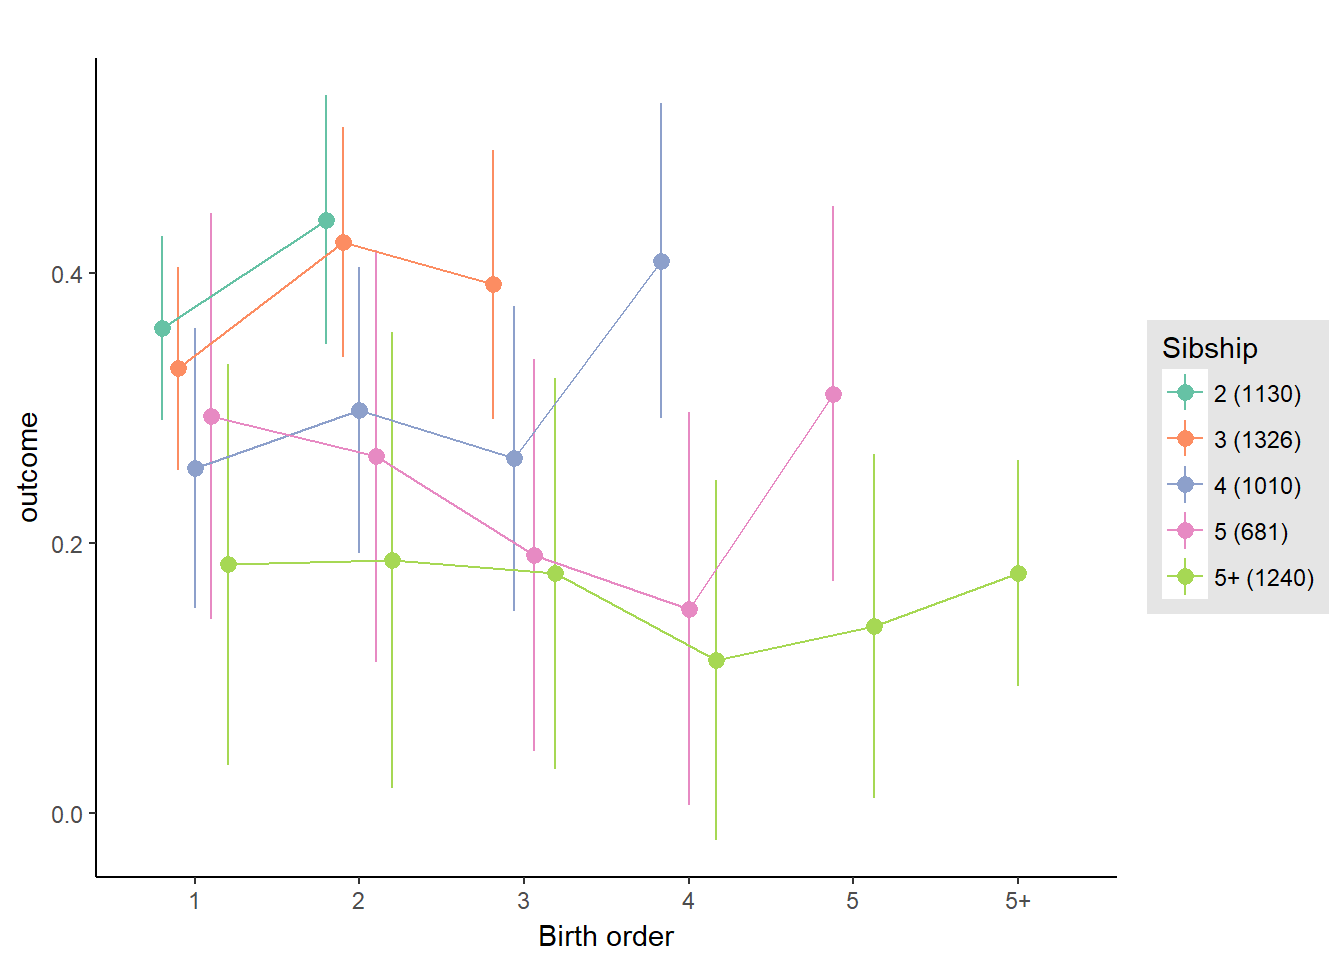 outcome
0.4
0.2
0.0
1 2 3 4 5 5+
Birth order
Sibship
2 (1130)
3 (1326)
4 (1010)
5 (681)
5+ (1240)